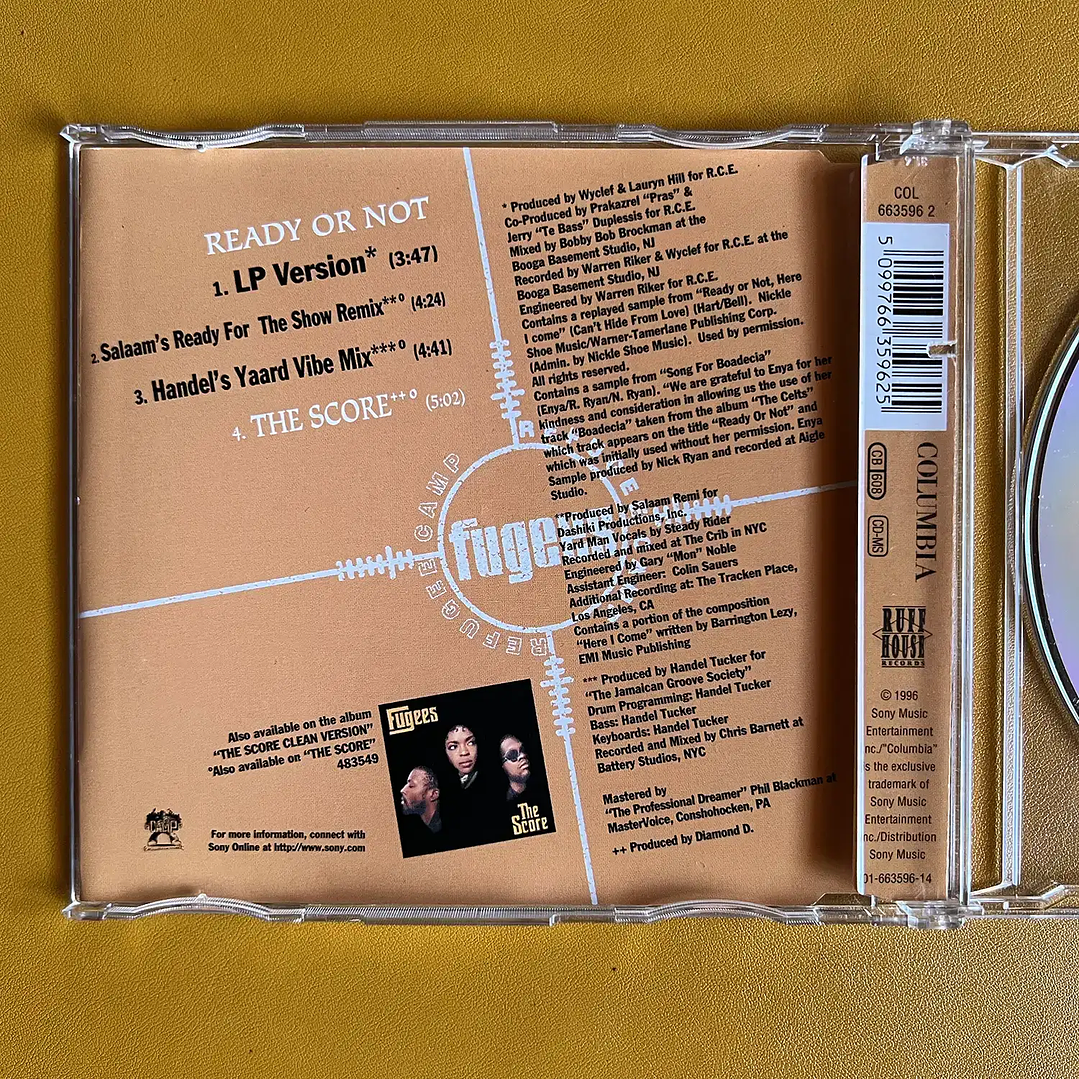 READY OR NOT
1. LP Version* (3:47)
2. Salaam's Ready For The Show Remix**° (4:24)
3. Handel's Yaard Vibe Mix***° (4:41)
4. THE SCORE++° (5:02)
* Produced by Wyclef & Lauryn Hill for R.C.E.
Co-Produced by Prakazrel "Pras" &
Jerry "Te Bass" Duplessis for R.C.E.
Mixed by Bobby Bob Brockman at the
Booga Basement Studio, NJ
Recorded by Warren Riker & Wyclef for R.C.E. at the
Booga Basement Studio, NJ
Engineered by Warren Riker for R.C.E.
Contains a replayed sample from "Ready or Not, Here
I come" (Can't Hide From Love) (Hart/Bell). Nickle
Shoe Music/Warner-Tamerlane Publishing Corp.
(Admin. by Nickle Shoe Music). Used by permission.
All rights reserved.
Contains a sample from "Song For Boadecia"
(Enya/R. Ryan/N. Ryan). "We are grateful to Enya for her
kindness and consideration in allowing us the use of her
track "Boadecia" taken from the album "The Celts"
which track appears on the title "Ready Or Not" and
which was initially used without her permission. Enya
Sample produced by Nick Ryan and recorded at Aigle
Studio.
**Produced by Salaam Remi for
Dashiki Productions, Inc.
Yard Man Vocals by Steady Rider
Recorded and mixed at The Crib in NYC
Engineered by Gary "Mon" Noble
Assistant Engineer: Colin Sauers
Additional Recording at: The Tracken Place,
Los Angeles, CA
Contains a portion of the composition
"Here I Come" written by Barrington Lezy,
EMI Music Publishing
*** Produced by Handel Tucker for
"The Jamaican Groove Society"
Drum Programming: Handel Tucker
Bass: Handel Tucker
Keyboards: Handel Tucker
Recorded and Mixed by Chris Barnett at
Battery Studios, NYC
Mastered by
"The Professional Dreamer" Phil Blackman at
MasterVoice, Conshohocken, PA
++ Produced by Diamond D.
REFUGEE CAMP
fuge
Also available on the album
"THE SCORE CLEAN VERSION"
°Also available on "THE SCORE"
483549
Fugees
The
Score
For more information, connect with
Sony Online at http://www.sony.com
COL
663596 2
5 099766 359625
CB 608
CD-MS
COLUMBIA
RUFF
HOUSE
RECORDS
© 1996
Sony Music
Entertainment
nc./"Columbia"
s the exclusive
trademark of
Sony Music
Entertainment
nc./Distribution
Sony Music
01-663596-14